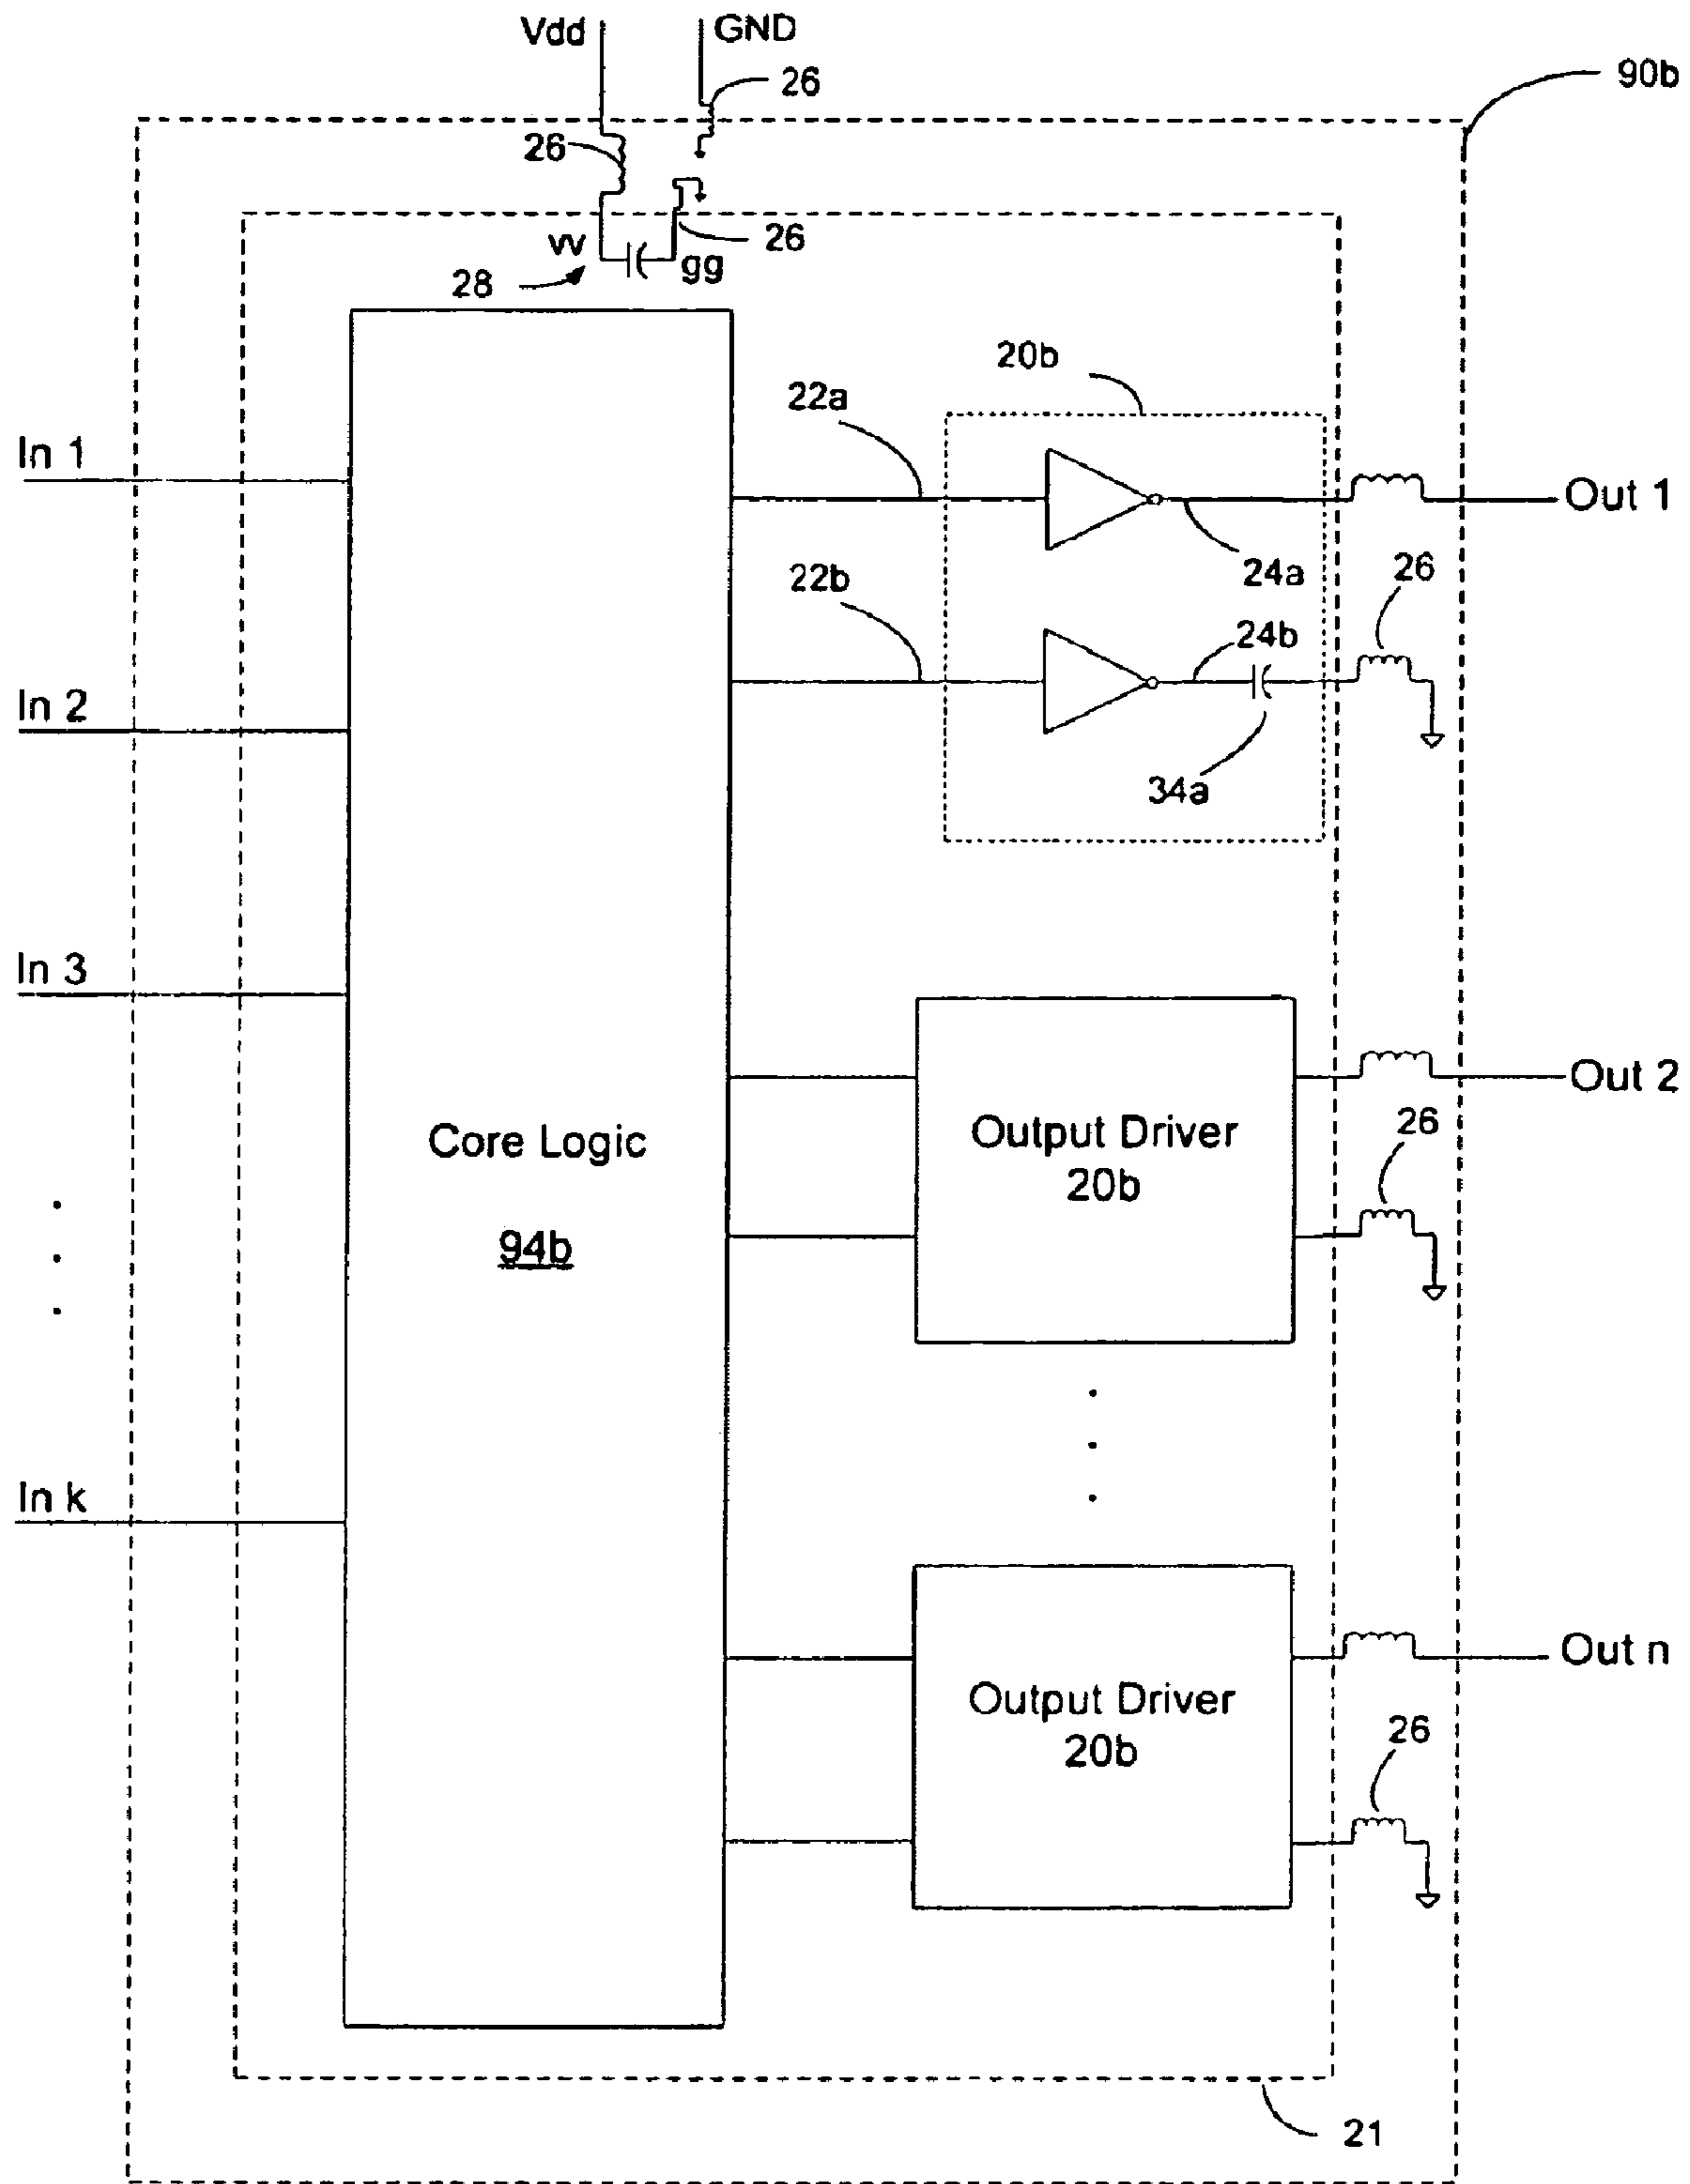 Vdd
GND
26
90b
26
vv
26
gg
28
20b
22a
In 1
Out 1
24a
26
22b
24b
In 2
34a
In 3
Out 2
26
Core Logic
94b
Output Driver
20b
In k
Out n
Output Driver
20b
26
21